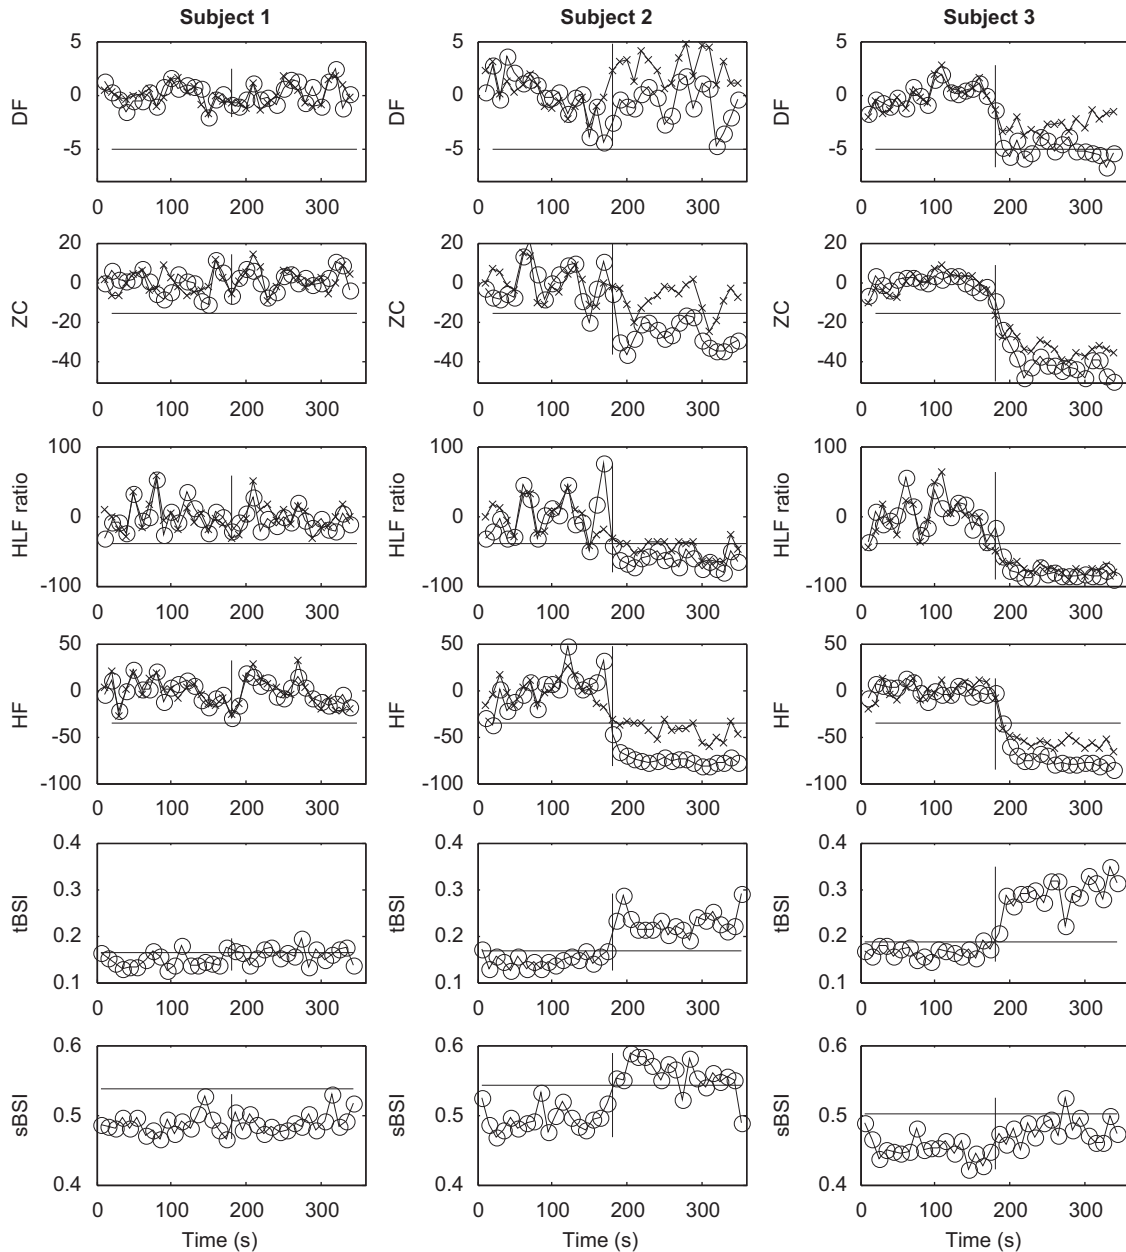 Subject 1 Subject 2 Subject 3
DF 5 0 -5 DF 5 0 -5 DF 5 0 -5
0 100 200 300 0 100 200 300 0 100 200 300
ZC 20 0 -20 -40 ZC 20 0 -20 -40 ZC 20 0 -20 -40
0 100 200 300 0 100 200 300 0 100 200 300
HLF ratio 100 0 -100 HLF ratio 100 0 -100 HLF ratio 100 0 -100
0 100 200 300 0 100 200 300 0 100 200 300
HF 50 0 -50 -100 HF 50 0 -50 -100 HF 50 0 -50 -100
0 100 200 300 0 100 200 300 0 100 200 300
tBSI 0.4 0.3 0.2 0.1 tBSI 0.4 0.3 0.2 0.1 tBSI 0.4 0.3 0.2 0.1
0 100 200 300 0 100 200 300 0 100 200 300
sBSI 0.6 0.5 0.4 sBSI 0.6 0.5 0.4 sBSI 0.6 0.5 0.4
0 100 200 300 0 100 200 300 0 100 200 300
Time (s) Time (s) Time (s)